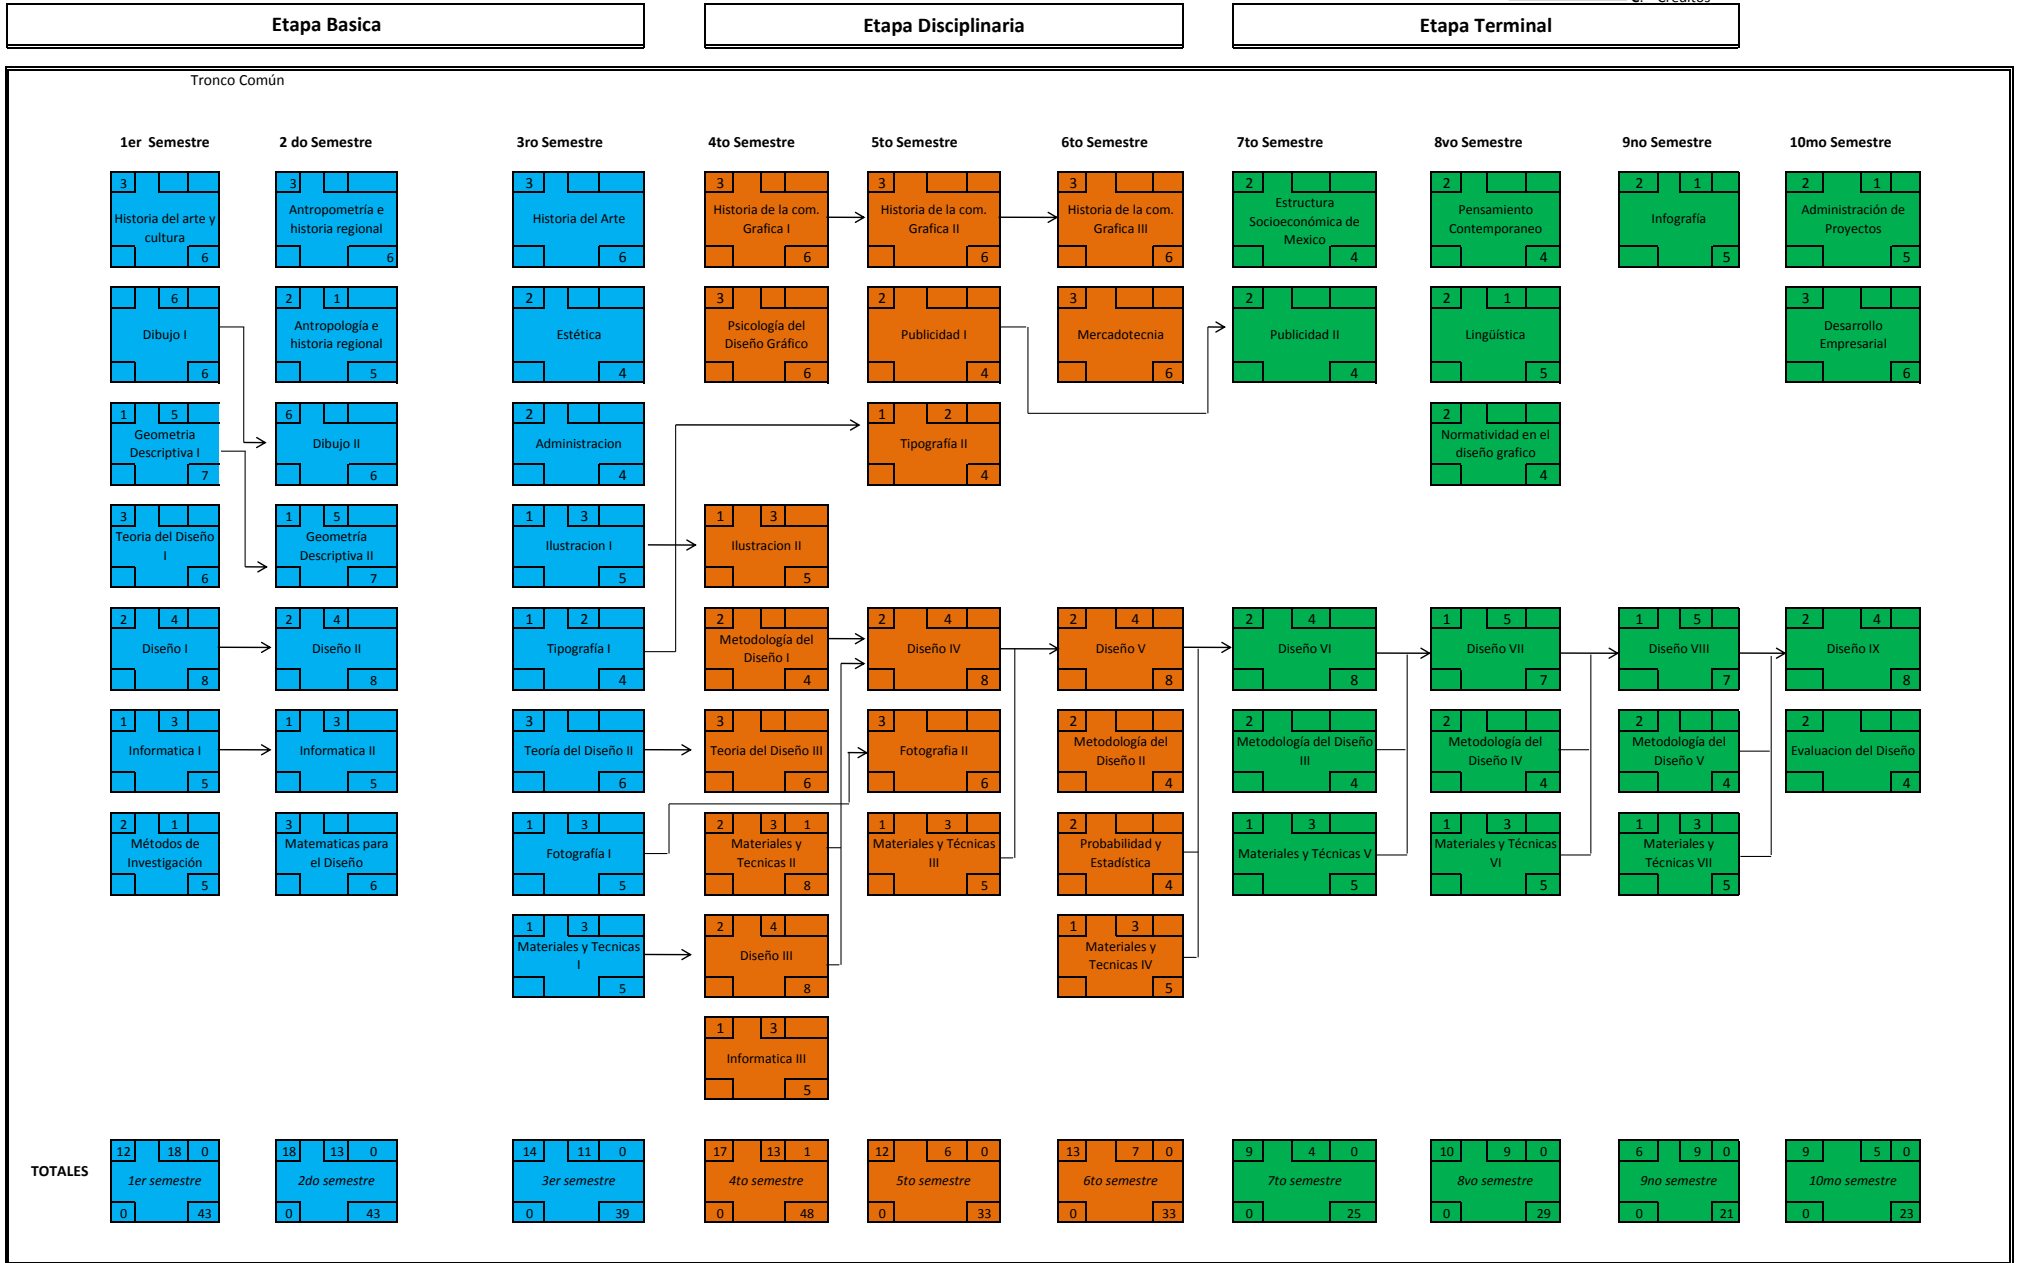 C. Créditos
Etapa Basica
Etapa Disciplinaria
Etapa Terminal
Tronco Común
1er  Semestre
2 do Semestre
3ro Semestre
4to Semestre
5to Semestre
6to Semestre
7to Semestre
8vo Semestre
9no Semestre
10mo Semestre
3
Historia del arte y
cultura
6
3
Antropometría e
historia regional
6
3
Historia del Arte
6
3
Historia de la com.
Grafica I
6
3
Historia de la com.
Grafica II
6
3
Historia de la com.
Grafica III
6
2
Estructura
Socioeconómica de
Mexico
4
2
Pensamiento
Contemporaneo
4
2 1
Infografía
5
2 1
Administración de
Proyectos
5
6
Dibujo I
6
2 1
Antropología e
historia regional
5
2
Estética
4
3
Psicología del
Diseño Gráfico
6
2
Publicidad I
4
3
Mercadotecnia
6
2
Publicidad II
4
2 1
Lingüística
5
3
Desarrollo
Empresarial
6
1 5
Geometria
Descriptiva I
7
6
Dibujo II
6
2
Administracion
4
1 2
Tipografía II
4
2
Normatividad en el
diseño grafico
4
3
Teoria del Diseño
I
6
1 5
Geometría
Descriptiva II
7
1 3
Ilustracion I
5
1 3
Ilustracion II
5
2 4
Diseño I
8
2 4
Diseño II
8
1 2
Tipografía I
4
2
Metodología del
Diseño I
4
2 4
Diseño IV
8
2 4
Diseño V
8
2 4
Diseño VI
8
1 5
Diseño VII
7
1 5
Diseño VIII
7
2 4
Diseño IX
8
1 3
Informatica I
5
1 3
Informatica II
5
3
Teoría del Diseño II
6
3
Teoria del Diseño III
6
3
Fotografia II
6
2
Metodología del
Diseño II
4
2
Metodología del Diseño
III
4
2
Metodología del
Diseño IV
4
2
Metodología del
Diseño V
4
2
Evaluacion del Diseño
4
2 1
Métodos de
Investigación
5
3
Matematicas para
el Diseño
6
1 3
Fotografía I
5
2 3 1
Materiales y
Tecnicas II
8
1 3
Materiales y Técnicas
III
5
2
Probabilidad y
Estadística
4
1 3
Materiales y Técnicas V
5
1 3
Materiales y Técnicas
VI
5
1 3
Materiales y
Técnicas VII
5
1 3
Materiales y Tecnicas
I
5
2 4
Diseño III
8
1 3
Materiales y
Tecnicas IV
5
1 3
Informatica III
5
TOTALES
12 18 0
1er semestre
0 43
18 13 0
2do semestre
0 43
14 11 0
3er semestre
0 39
17 13 1
4to semestre
0 48
12 6 0
5to semestre
0 33
13 7 0
6to semestre
0 33
9 4 0
7to semestre
0 25
10 9 0
8vo semestre
0 29
6 9 0
9no semestre
0 21
9 5 0
10mo semestre
0 23